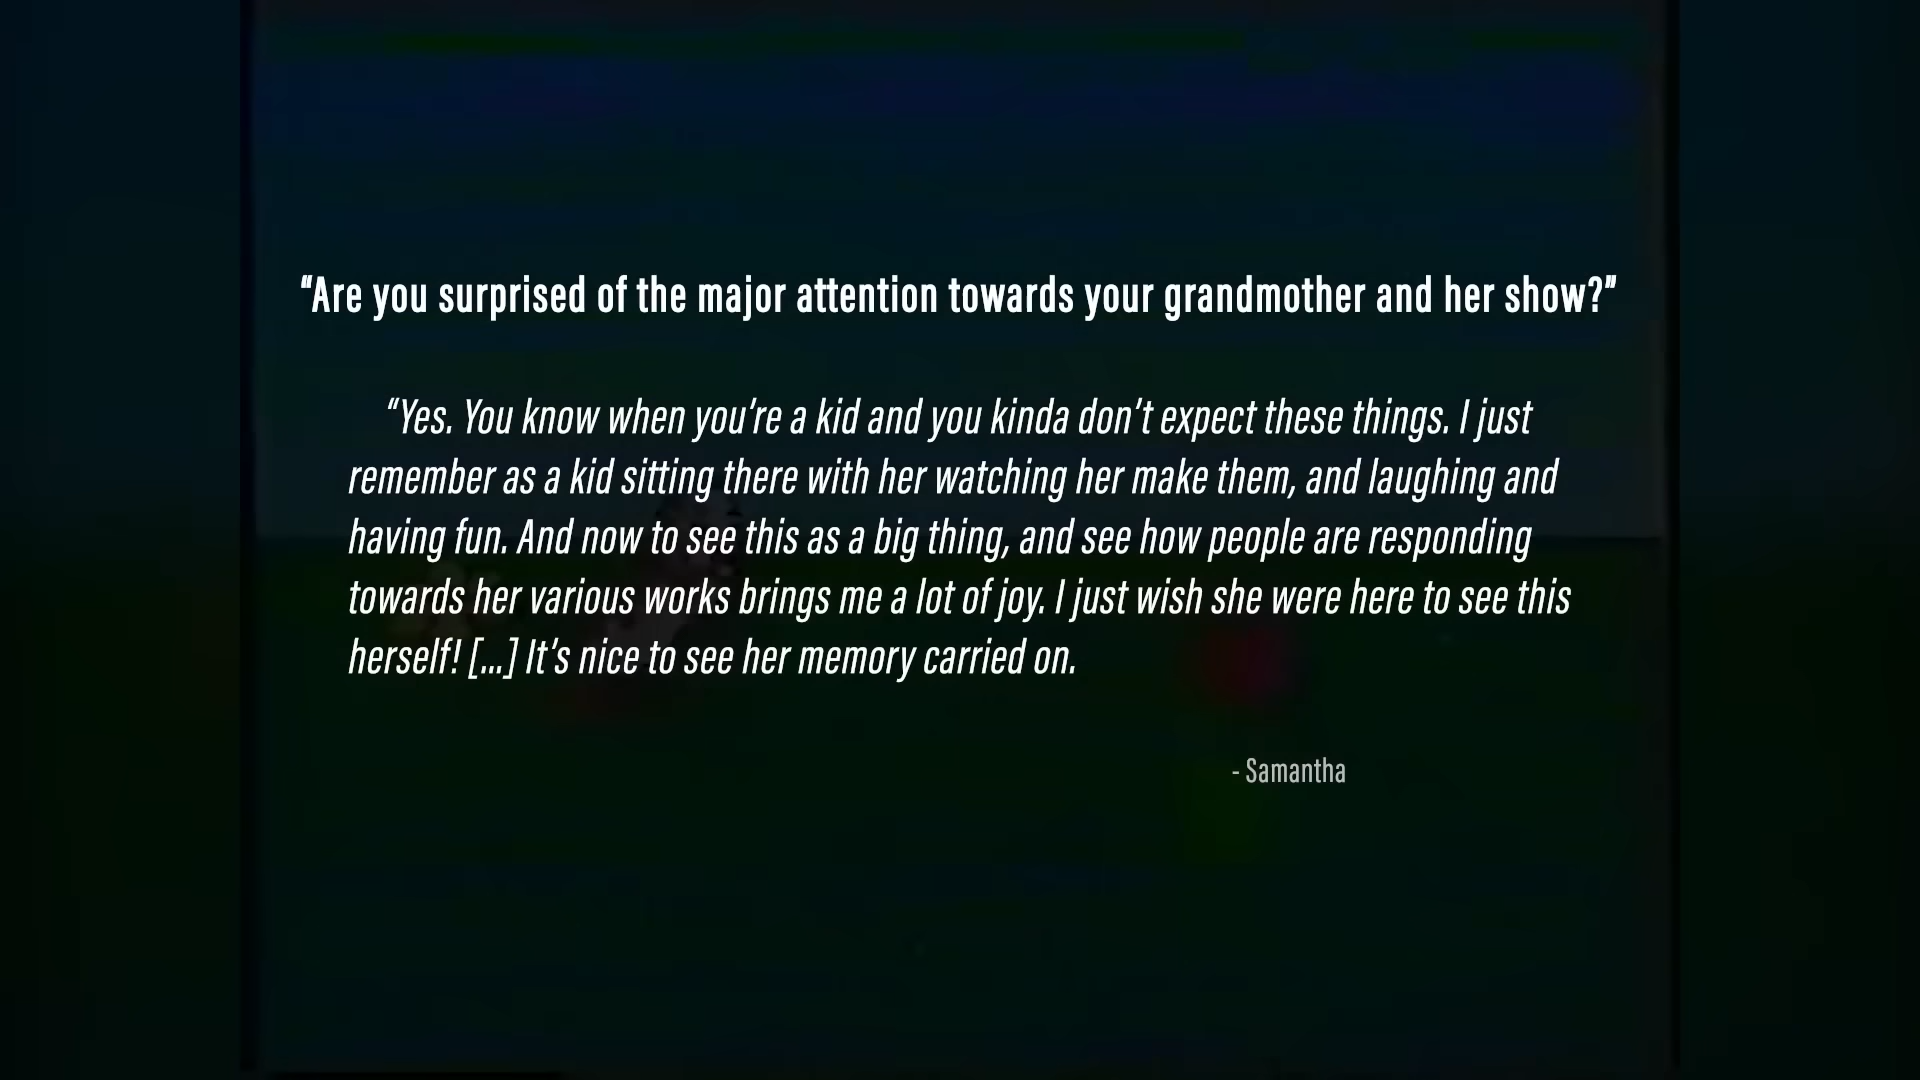 “Are you surprised of the major attention towards your grandmother and her show?”
“Yes. You know when you’re a kid and you kinda don’t expect these things. I just
remember as a kid sitting there with her watching her make them, and laughing and
having fun. And now to see this as a big thing, and see how people are responding
towards her various works brings me a lot of joy. I just wish she were here to see this
herself! [...] It’s nice to see her memory carried on.
- Samantha